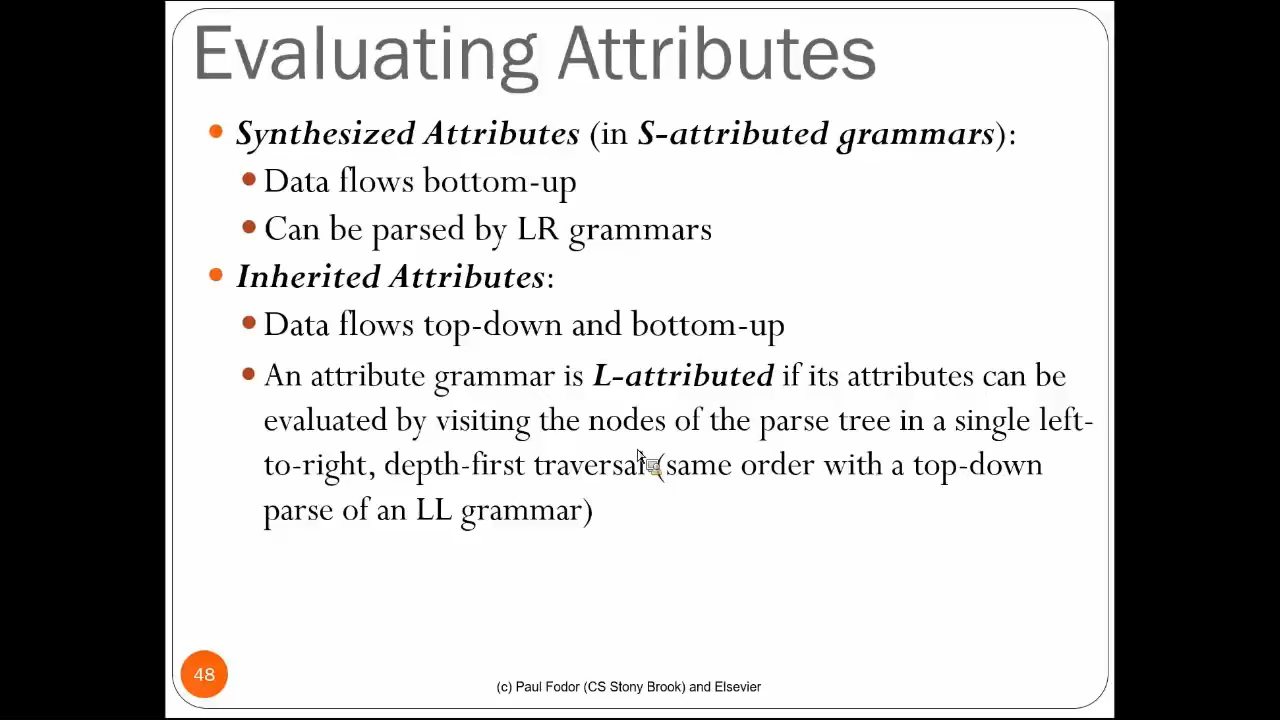 Evaluating Attributes
Synthesized Attributes (in S-attributed grammars):
Data flows bottom-up
Can be parsed by LR grammars
Inherited Attributes:
Data flows top-down and bottom-up
An attribute grammar is L-attributed if its attributes can be
evaluated by visiting the nodes of the parse tree in a single left-
to-right, depth-first traversal (same order with a top-down
parse of an LL grammar)
48
(c) Paul Fodor (CS Stony Brook) and Elsevier